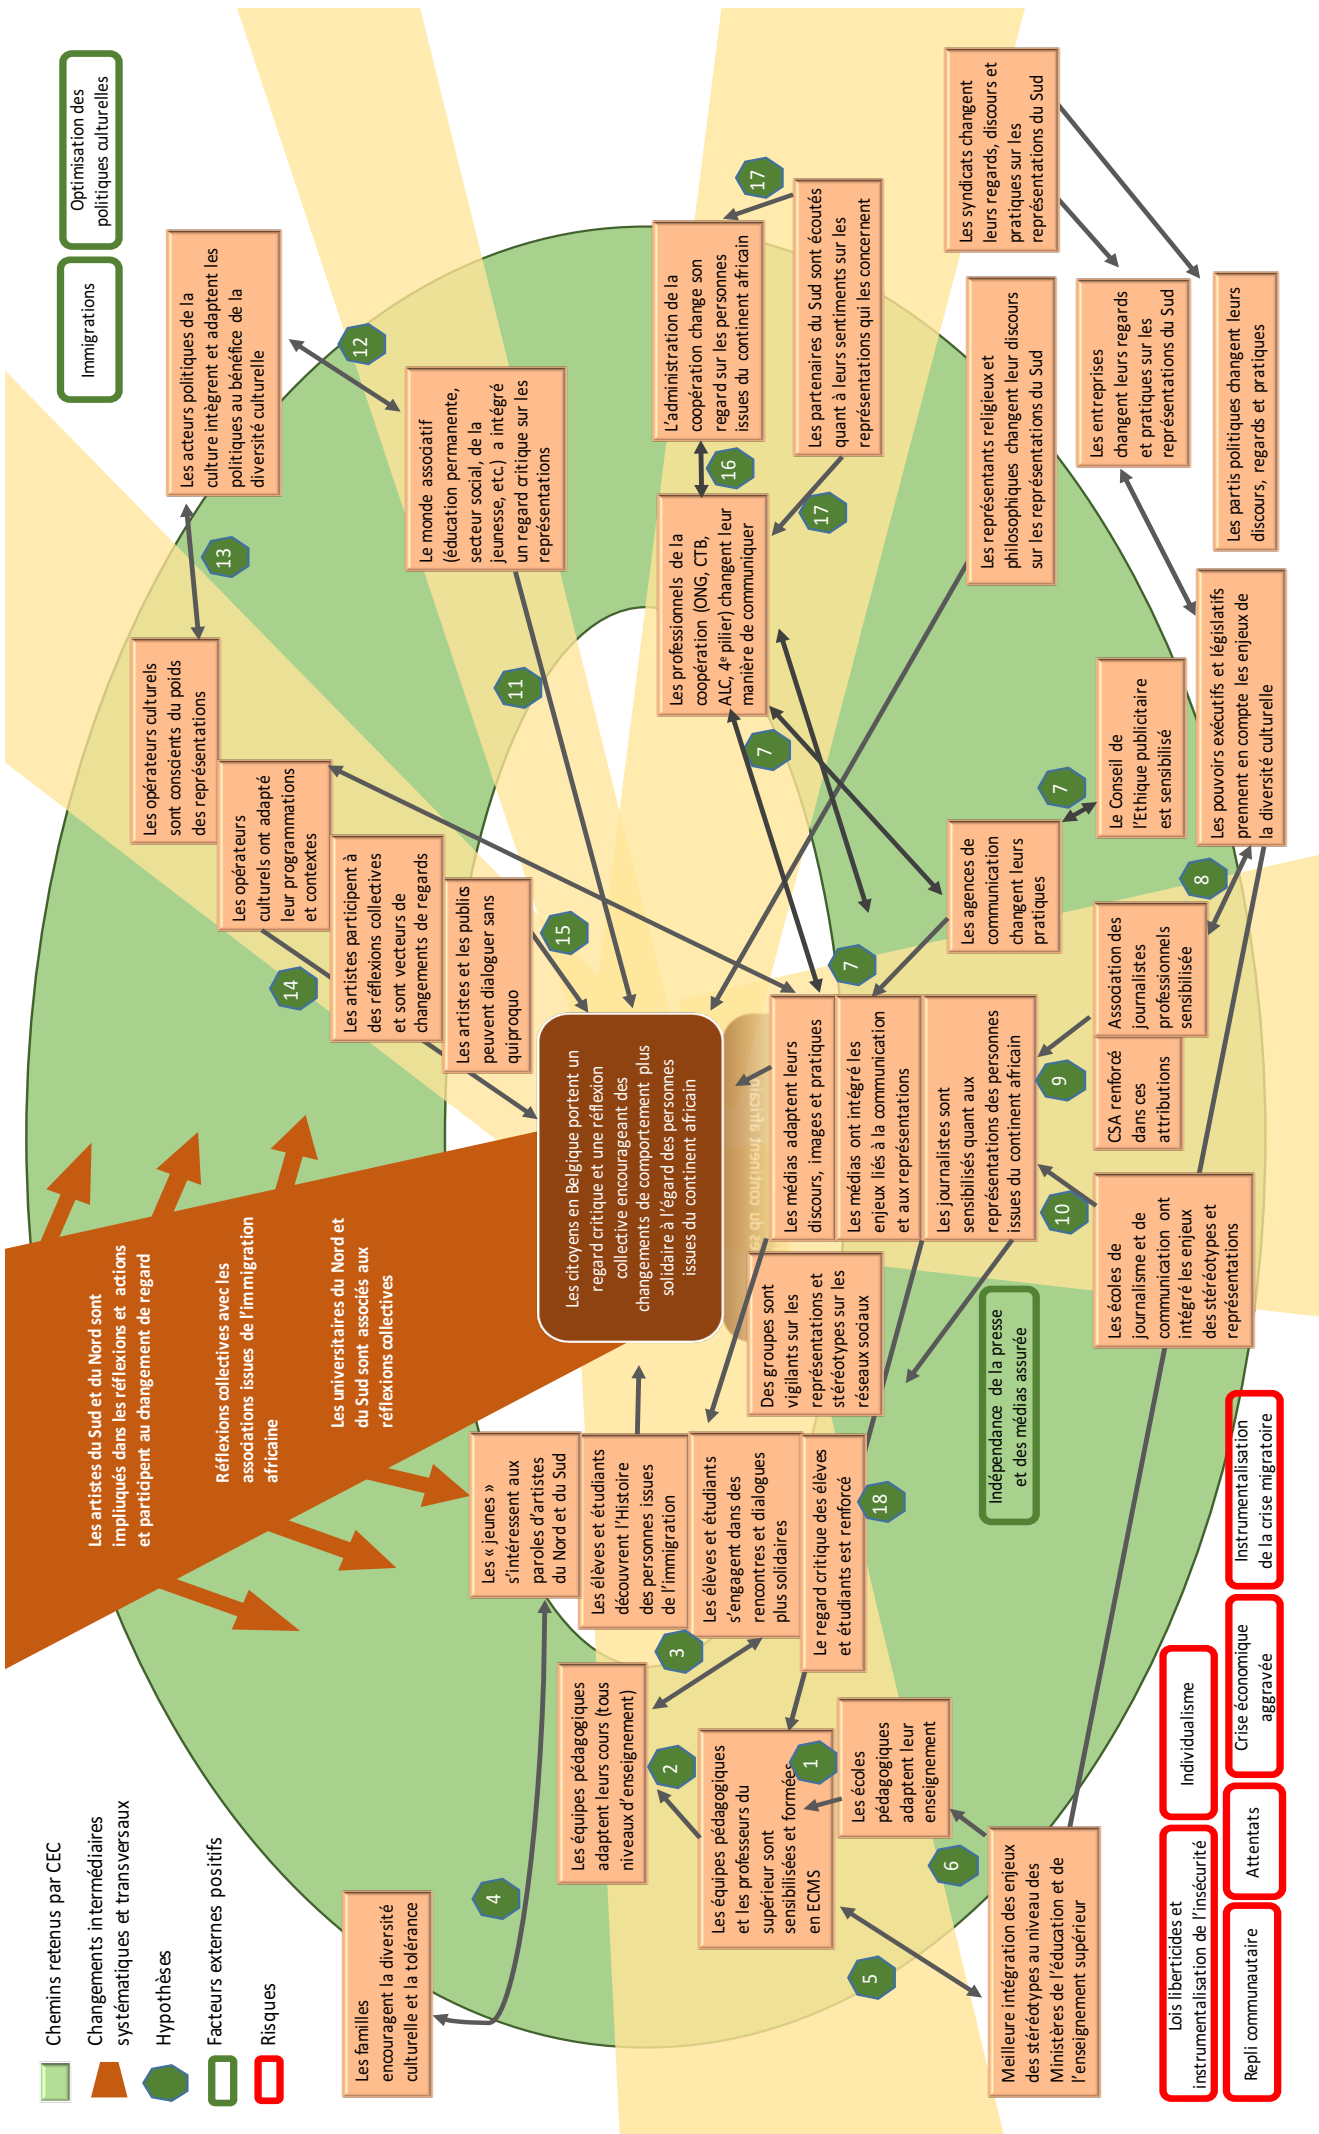 Chemins retenus par CEC
Changements intermédiaires
systématiques et transversaux
Hypothèses
Facteurs externes positifs
Risques
Les artistes du Sud et du Nord sont
impliuqés dans les réflexions et actions
et participent au changement de regard
Réflexions collectives avec les
associations issues de l'immigration
africaine
Les universitaires du Nord et
du Sud sont associés aux
réflexions collectives
Immigrations
Optimisation des
politiques culturelles
Les opérateurs culturels
sont conscients du poids
des représentations
13
Les acteurs politiques de la
culture intègrent et adaptent les
politiques au bénéfice de la
diversité culturelle
12
Les opérateurs
culturels ont adapté
leur programmations
et contextes
14
Les artistes participent à
des réflexions collectives
et sont vecteurs de
changements de regards
Les artistes et les publics
peuvent dialoguer sans
quiproquo
15
Le monde associatif
(éducation permanente,
secteur social, de la
jeunesse, etc.) a intégré
un regard critique sur les
représentations
11
Les familles
encouragent la diversité
culturelle et la tolérance
4
Les « jeunes »
s'intéressent aux
paroles d'artistes
du Nord et du Sud
Les élèves et étudiants
découvrent l'Histoire
des personnes issues
de l'immigration
Les élèves et étudiants
s'engagent dans des
rencontres et dialogues
plus solidaires
Le regard critique des élèves
et étudiants est renforcé
3
Les équipes pédagogiques
adaptent leurs cours (tous
niveaux d'enseignement)
2
Les équipes pédagogiques
et les professeurs du
supérieur sont
sensibilisées et formées
en ECMS
1
Les écoles
pédagogiques
adaptent leur
enseignement
5
6
Meilleure intégration des enjeux
des stéréotypes au niveau des
Ministères de l'éducation et de
l'enseignement supérieur
Les citoyens en Belgique portent un
regard critique et une réflexion
collective encourageant des
changements de comportement plus
solidaire à l'égard des personnes
issues du continent africain
Des groupes sont
vigilants sur les
représentations et
stéréotypes sur les
réseaux sociaux
18
Les médias adaptent leurs
discours, images et pratiques
Les médias ont intégré les
enjeux liés à la communication
et aux représentations
Les journalistes sont
sensibilisés quant aux
représentations des personnes
issues du continent africain
7
Les professionnels de la
coopération (ONG, CTB,
ALC, 4e pilier) changent leur
manière de communiquer
7
16
L'administration de la
coopération change son
regard sur les personnes
issues du continent africain
17
17
Les partenaires du Sud sont écoutés
quant à leurs sentiments sur les
représentations qui les concernent
Les représentants religieux et
philosophiques changent leur discours
sur les représentations du Sud
Les syndicats changent
leurs regards, discours et
pratiques sur les
représentations du Sud
Les entreprises
changent leurs regards
et pratiques sur les
représentations du Sud
Les partis politiques changent leurs
discours, regards et pratiques
Les agences de
communication
changent leurs
pratiques
7
Le Conseil de
l'Ethique publicitaire
est sensibilisé
Les pouvoirs exécutifs et législatifs
prennent en compte les enjeux de
la diversité culturelle
8
Association des
journalistes
professionnels
sensibilisée
9
CSA renforcé
dans ces
attributions
10
Les écoles de
journalisme et de
communication ont
intégré les enjeux
des stéréotypes et
représentations
Indépendance de la presse
et des médias assurée
Lois liberticides et
instrumentalisation de l'insécurité
Individualisme
Repli communautaire
Attentats
Crise économique
aggravée
Instrumentalisation
de la crise migratoire